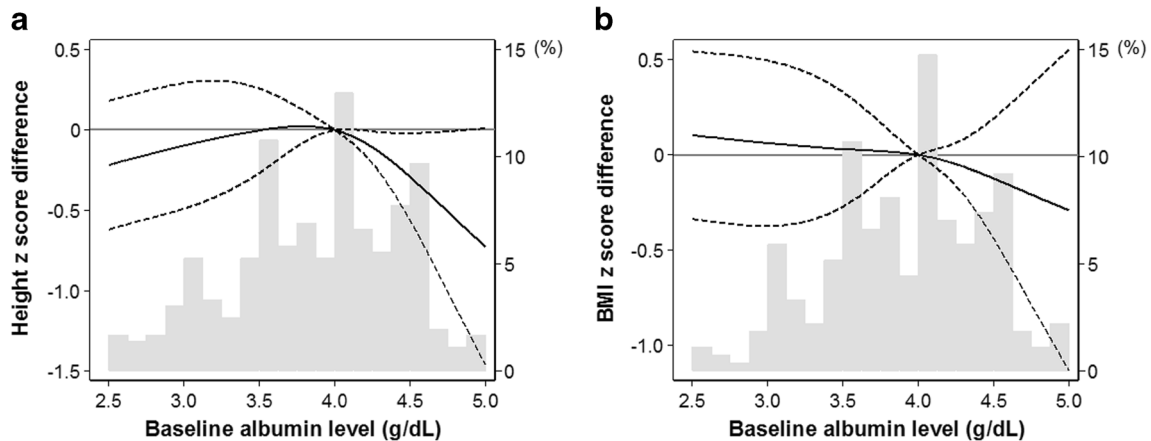 a
Height z score difference
0.5
0
-0.5
-1.0
-1.5
15 (%)
10
5
0
2.5 3.0 3.5 4.0 4.5 5.0
Baseline albumin level (g/dL)
b
BMI z score difference
0.5
0
-0.5
-1.0
15 (%)
10
5
0
2.5 3.0 3.5 4.0 4.5 5.0
Baseline albumin level (g/dL)